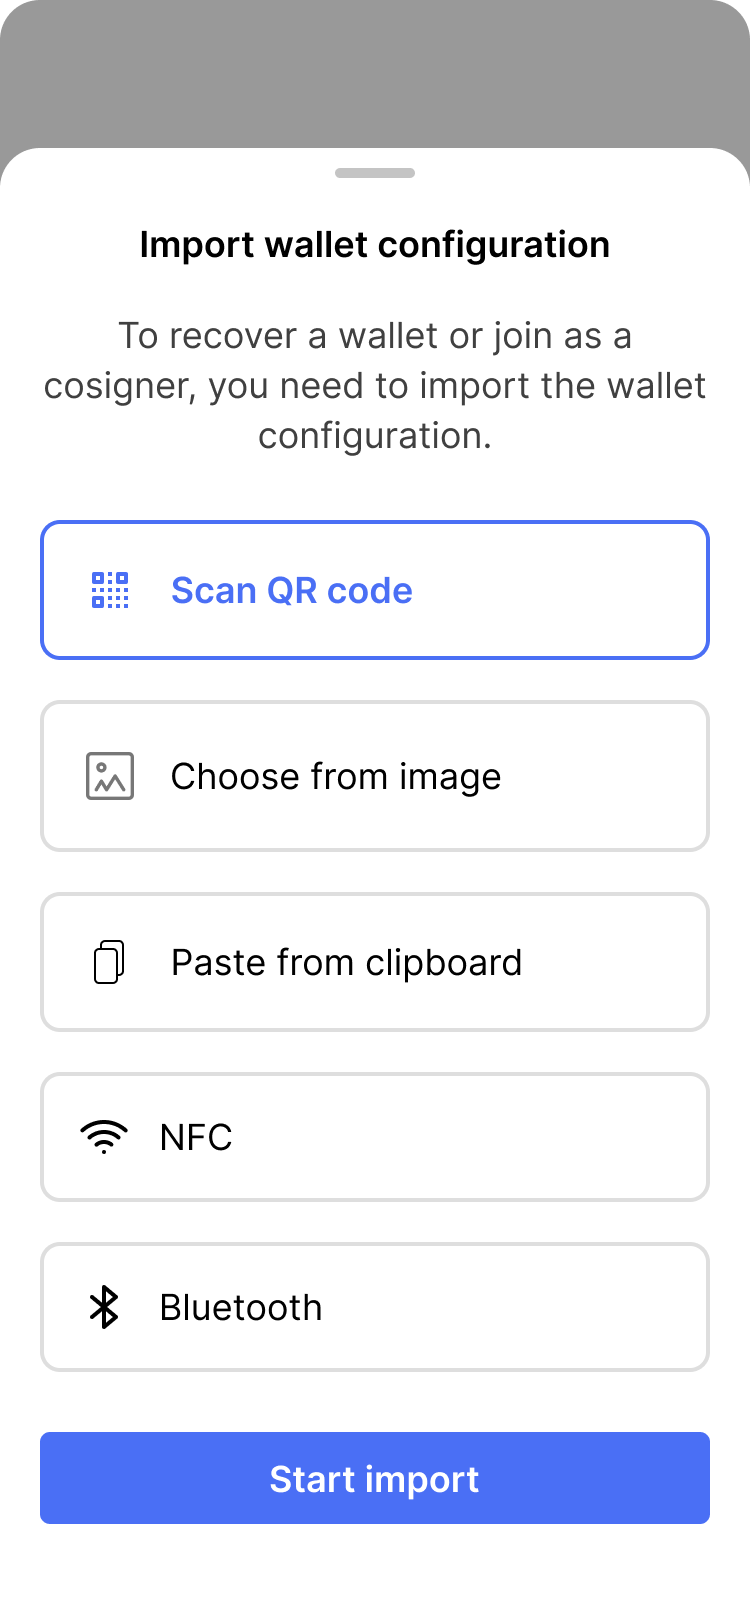 Import wallet configuration
To recover a wallet or join as a
cosigner, you need to import the wallet
configuration.
Scan QR code
Choose from image
Paste from clipboard
NFC
Bluetooth
Start import